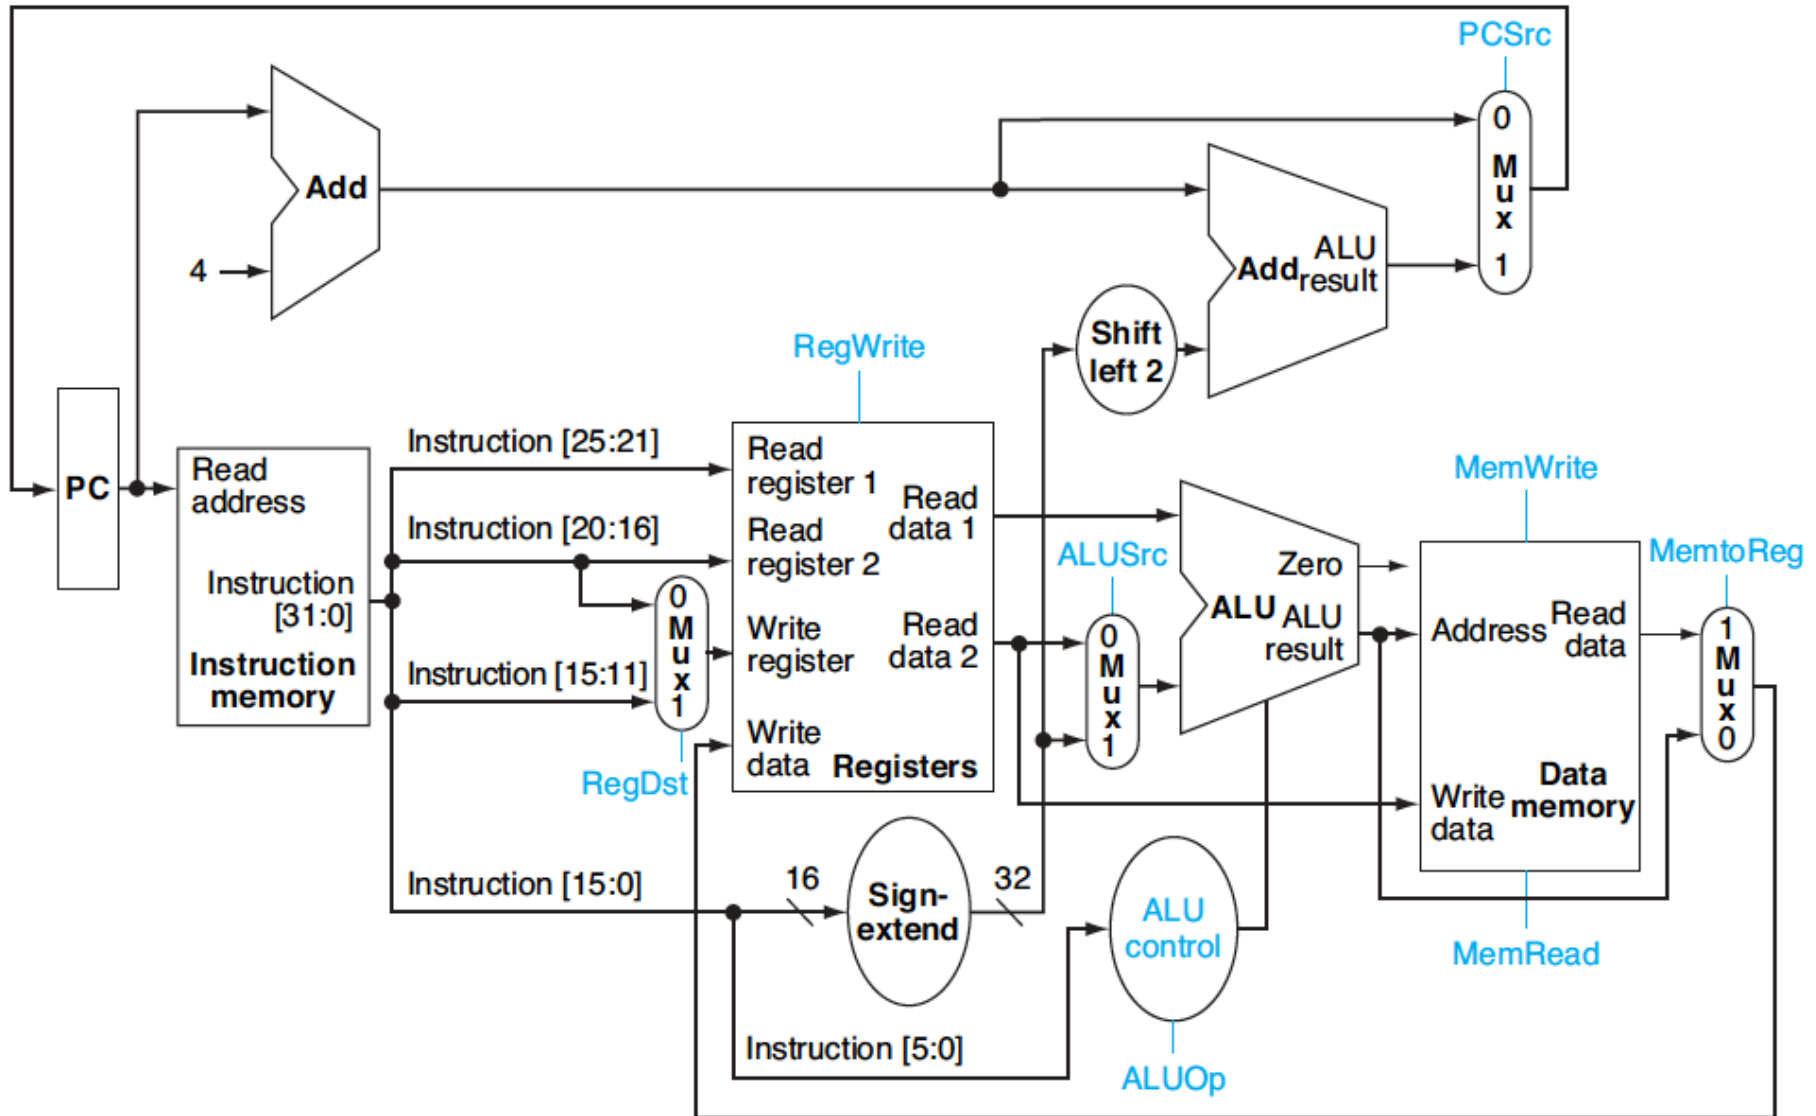 PCSrc
0
M
u
x
1
Add
4
Add
ALU
result
Shift
left 2
RegWrite
PC
Read
address
Instruction
[31:0]
Instruction
memory
Instruction [25:21]
Instruction [20:16]
Instruction [15:11]
0
M
u
x
1
RegDst
Read
register 1
Read
register 2
Write
register
Write
data
Read
data 1
Read
data 2
Registers
ALUSrc
0
M
u
x
1
Zero
ALU
ALU
result
MemWrite
Address
Read
data
Write
data
Data
memory
MemRead
MemtoReg
1
M
u
x
0
Instruction [15:0]
16
Sign-
extend
32
ALU
control
Instruction [5:0]
ALUOp